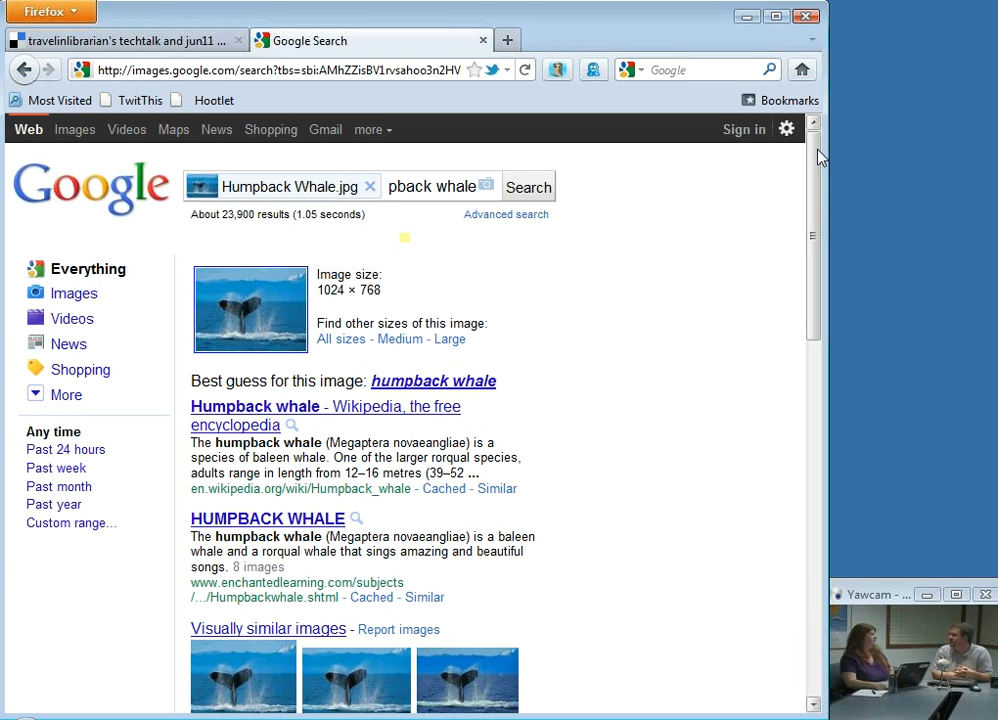 Firefox
travelinlibrarian's techtalk and jun11 ...
Google Search
http://images.google.com/search?tbs=sbi:AMhZZisBV1rvsahoo3n2HV
Google
Most Visited
TwitThis
Hootlet
Bookmarks
Web Images Videos Maps News Shopping Gmail more
Sign in
Google
Humpback Whale.jpg
pback whale
Search
About 23,900 results (1.05 seconds)
Advanced search
Everything
Images
Videos
News
Shopping
More
Any time
Past 24 hours
Past week
Past month
Past year
Custom range...
Image size:
1024 × 768
Find other sizes of this image:
All sizes - Medium - Large
Best guess for this image: humpback whale
Humpback whale - Wikipedia, the free
encyclopedia
The humpback whale (Megaptera novaeangliae) is a
species of baleen whale. One of the larger rorqual species,
adults range in length from 12–16 metres (39–52 ...
en.wikipedia.org/wiki/Humpback_whale - Cached - Similar
HUMPBACK WHALE
The humpback whale (Megaptera novaeangliae) is a baleen
whale and a rorqual whale that sings amazing and beautiful
songs. 8 images
www.enchantedlearning.com/subjects
/.../Humpbackwhale.shtml - Cached - Similar
Visually similar images - Report images
Yawcam - ...